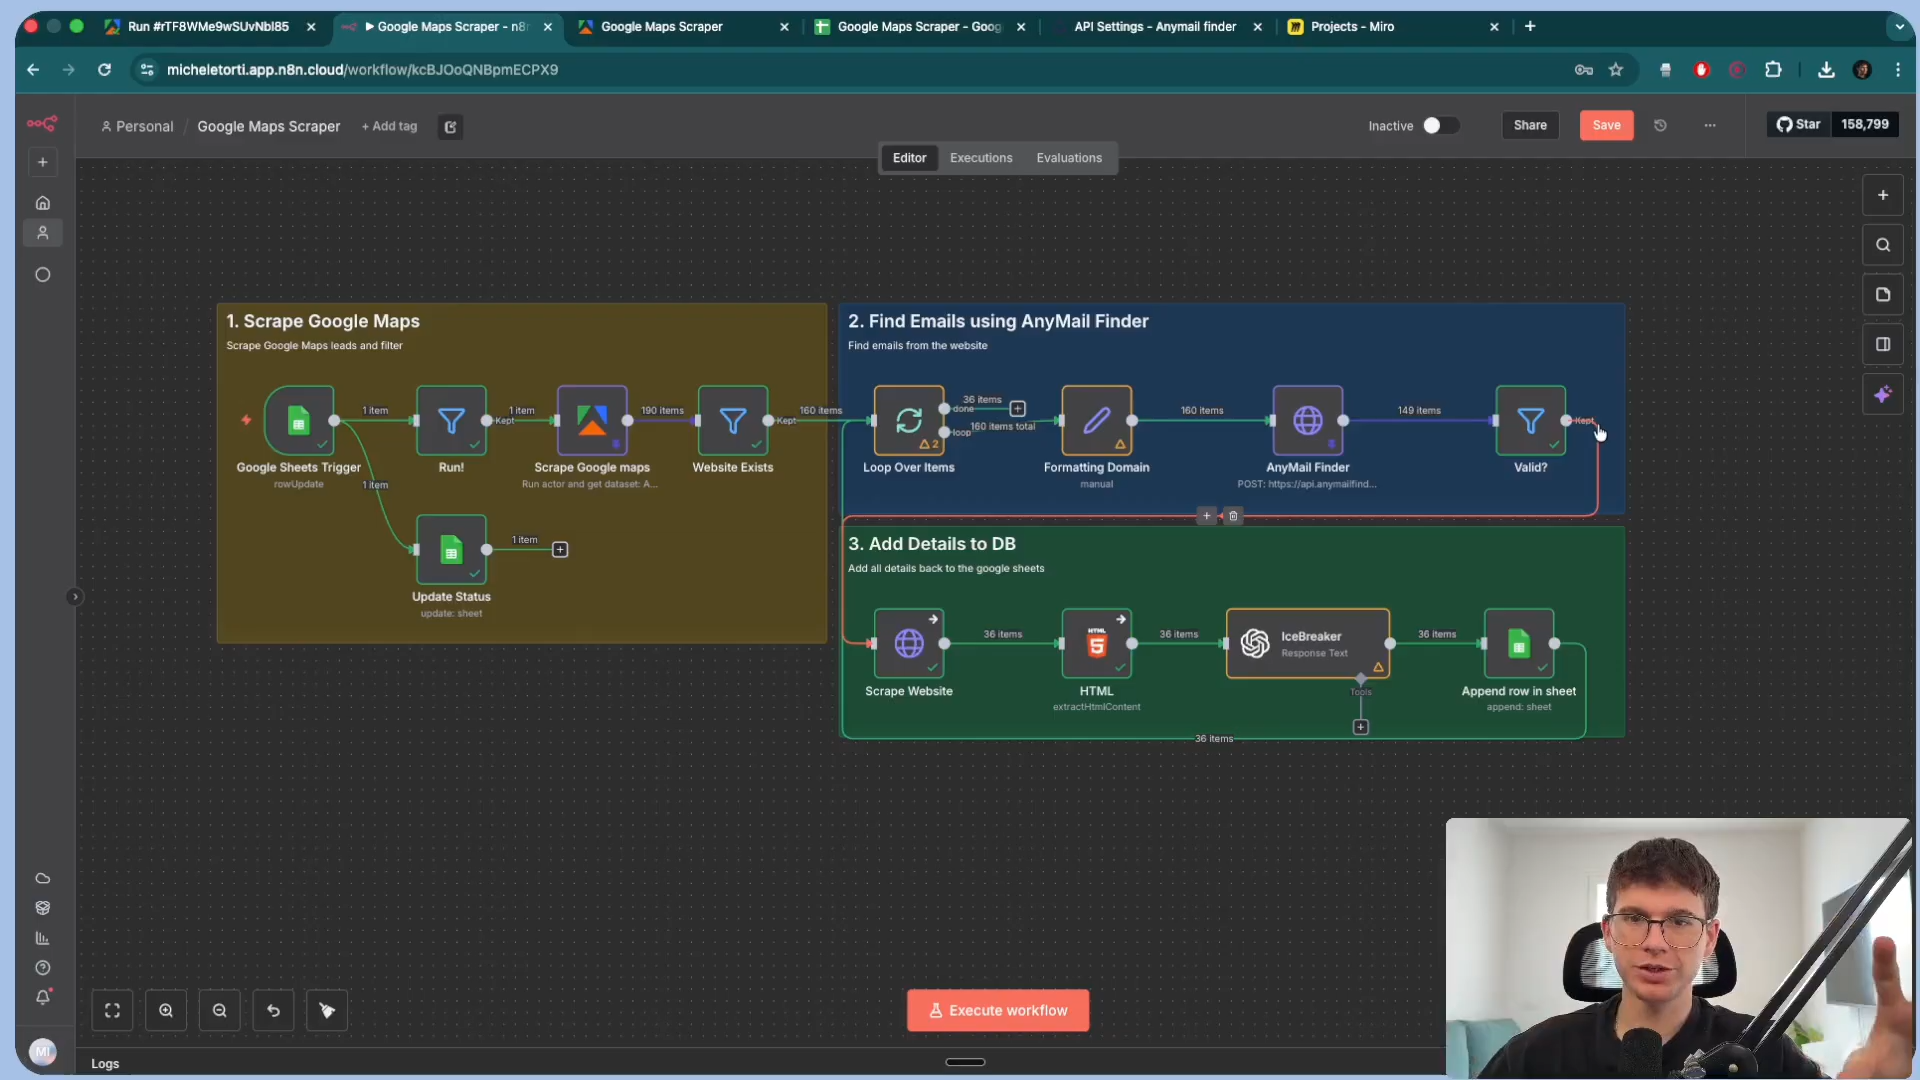 Run #rTF8WMe9wSUvNbl85
Google Maps Scraper - n8n
Google Maps Scraper
Google Maps Scraper - Goog
API Settings - Anymail finder
Projects - Miro
micheletorti.app.n8n.cloud/workflow/kcBJOoQNBpmECPX9
Personal / Google Maps Scraper
+ Add tag
Inactive
Share
Save
Star
158,799
Editor
Executions
Evaluations
1. Scrape Google Maps
Scrape Google Maps leads and filter
1 item
Kept
1 item
190 items
Kept
160 items
Google Sheets Trigger
rowUpdate
Run!
Scrape Google maps
Run actor and get dataset: A...
Website Exists
1 item
1 item
Update Status
update: sheet
2. Find Emails using AnyMail Finder
Find emails from the website
36 items
done
loop
160 items total
2
160 items
149 items
Kept
Loop Over Items
Formatting Domain
manual
AnyMail Finder
POST: https://api.anymailfind...
Valid?
3. Add Details to DB
Add all details back to the google sheets
36 items
HTML
5
36 items
IceBreaker
Response Text
36 items
Tools
Scrape Website
HTML
extractHtmlContent
Append row in sheet
append: sheet
36 items
Execute workflow
MI
Logs